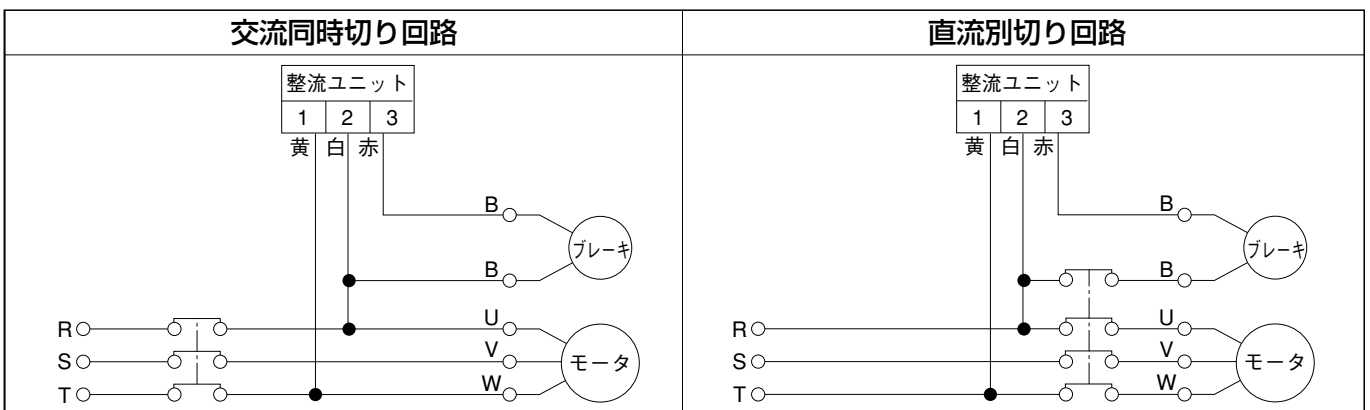 交流同時切り回路
整流ユニット
1 2 3
黄 白 赤
B
ブレーキ
B
R U
S V モータ
T W
直流別切り回路
整流ユニット
1 2 3
黄 白 赤
B
ブレーキ
B
R U
S V モータ
T W